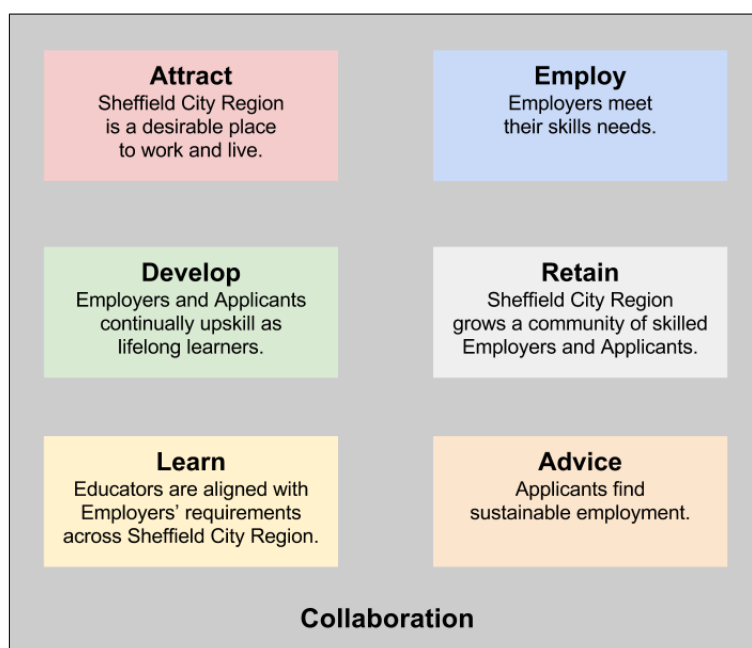 Attract
Sheffield City Region
is a desirable place
to work and live.
Employ
Employers meet
their skills needs.
Develop
Employers and Applicants
continually upskill as
lifelong learners.
Retain
Sheffield City Region
grows a community of skilled
Employers and Applicants.
Learn
Educators are aligned with
Employers’ requirements
across Sheffield City Region.
Advice
Applicants find
sustainable employment.
Collaboration